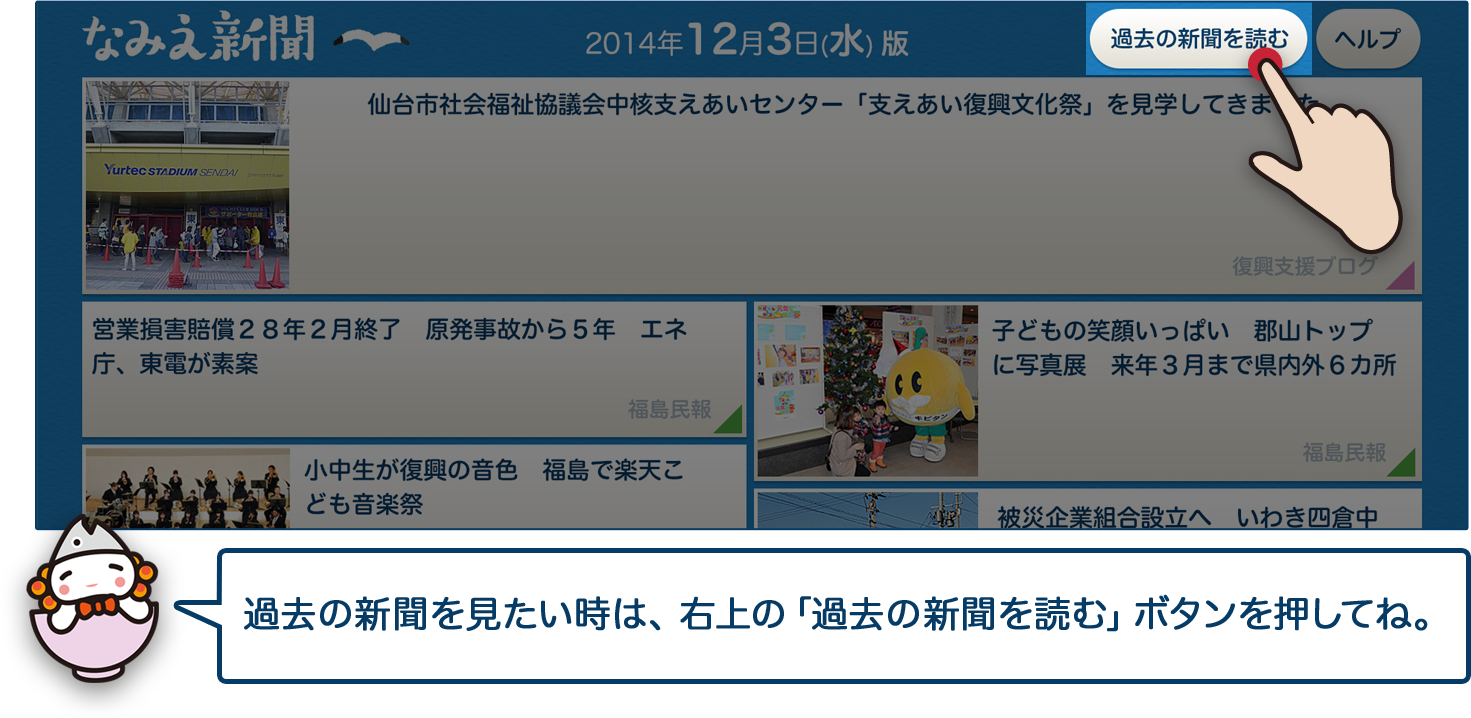 なみえ新聞
2014年12月3日(水) 版
過去の新聞を読む
ヘルプ
仙台市社会福祉協議会中核支えあいセンター「支えあい復興文化祭」を見学してきま
Yurtec STADIUM SENDAI
復興支援ブログ
営業損害賠償２８年２月終了　原発事故から５年　エネ
庁、東電が素案
福島民報
子どもの笑顔いっぱい　郡山トップ
に写真展　来年３月まで県内外６カ所
キビタン
福島民報
小中生が復興の音色　福島で楽天こ
ども音楽祭
被災企業組合設立へ　いわき四倉中
過去の新聞を見たい時は、右上の「過去の新聞を読む」ボタンを押してね。